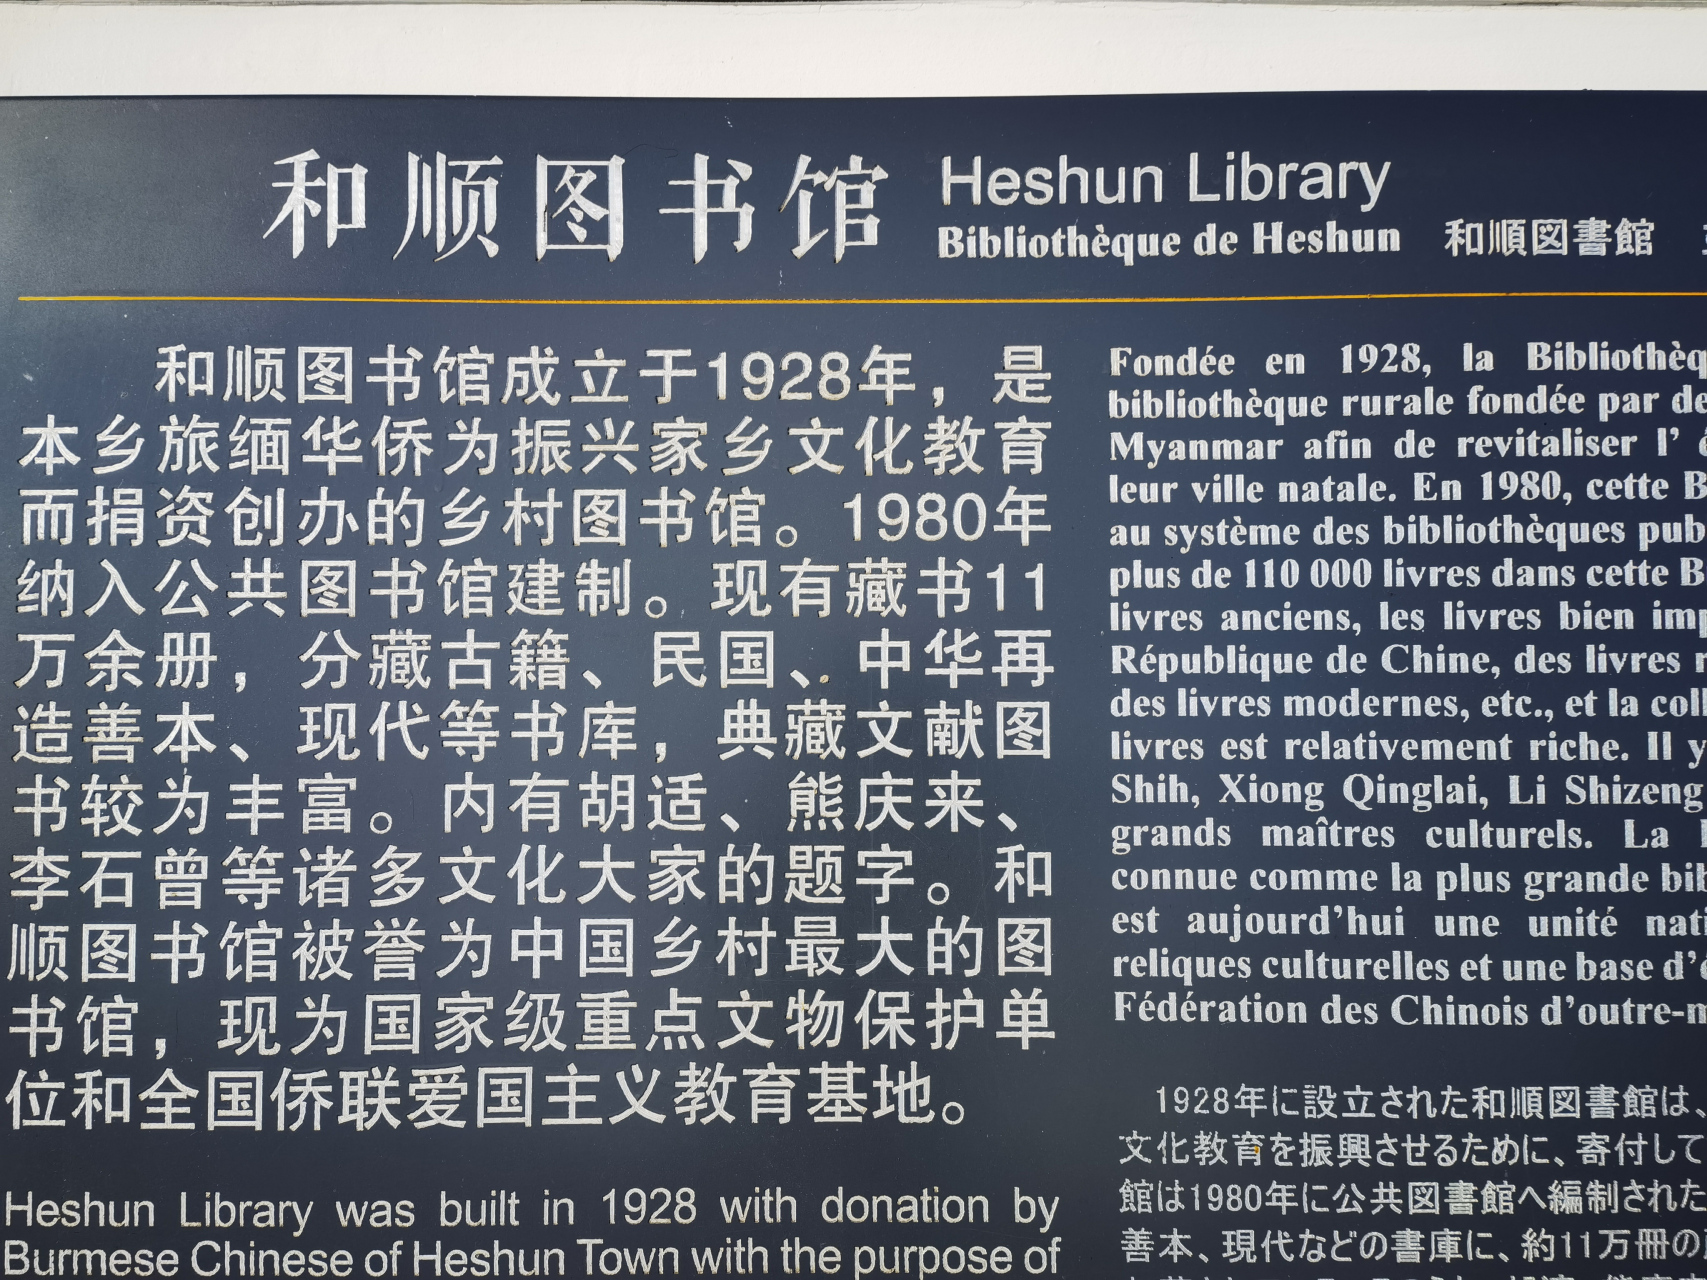 和顺图书馆
Heshun Library
Bibliothèque de Heshun 和順図書館
和顺图书馆成立于1928年，是
本乡旅缅华侨为振兴家乡文化教育
而捐资创办的乡村图书馆。1980年
纳入公共图书馆建制。现有藏书11
万余册，分藏古籍、民国、中华再
造善本、现代等书库，典藏文献图
书较为丰富。内有胡适、熊庆来、
李石曾等诸多文化大家的题字。和
顺图书馆被誉为中国乡村最大的图
书馆，现为国家级重点文物保护单
位和全国侨联爱国主义教育基地。
Heshun Library was built in 1928 with donation by
Burmese Chinese of Heshun Town with the purpose of
Fondée en 1928, la Bibliothèq
bibliothèque rurale fondée par de
Myanmar afin de revitaliser l'
leur ville natale. En 1980, cette B
au système des bibliothèques pub
plus de 110 000 livres dans cette B
livres anciens, les livres bien imp
République de Chine, des livres
des livres modernes, etc., et la col
livres est relativement riche. Il y
Shih, Xiong Qinglai, Li Shizeng
grands maîtres culturels. La
connue comme la plus grande bib
est aujourd'hui une unité nat
reliques culturelles et une base d'
Fédération des Chinois d'outre-m
1928年に設立された和順図書館は、
文化教育を振興させるために、寄付して
館は1980年に公共図書館へ編制された
善本、現代などの書庫に、約11万冊の